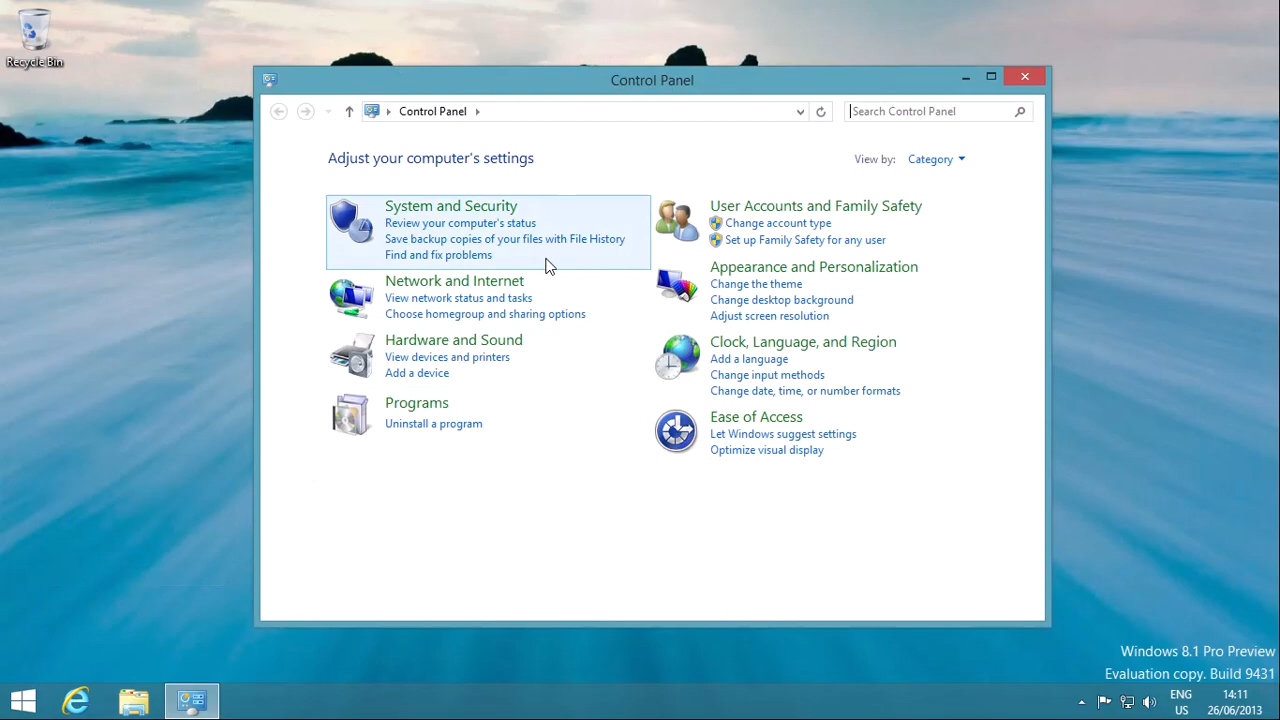 Recycle Bin
Control Panel
Control Panel
Search Control Panel
Adjust your computer's settings
View by: Category
System and Security
Review your computer's status
Save backup copies of your files with File History
Find and fix problems
Network and Internet
View network status and tasks
Choose homegroup and sharing options
Hardware and Sound
View devices and printers
Add a device
Programs
Uninstall a program
User Accounts and Family Safety
Change account type
Set up Family Safety for any user
Appearance and Personalization
Change the theme
Change desktop background
Adjust screen resolution
Clock, Language, and Region
Add a language
Change input methods
Change date, time, or number formats
Ease of Access
Let Windows suggest settings
Optimize visual display
Windows 8.1 Pro Preview
Evaluation copy. Build 9431
ENG
US
14:11
26/06/2013